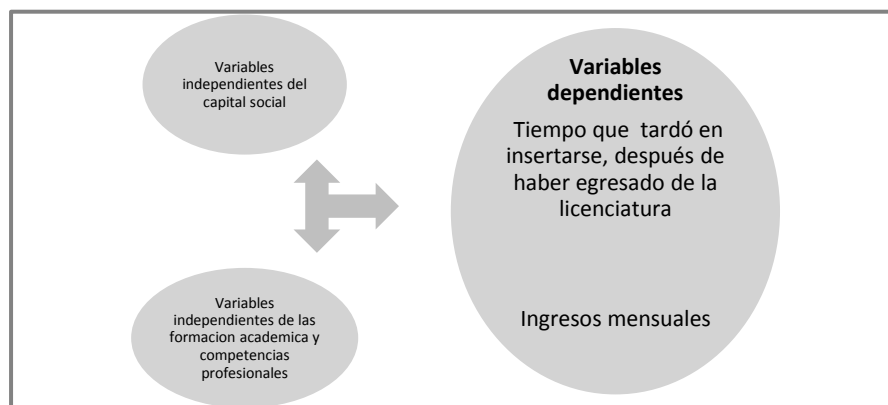 Variables
independientes del
capital social
Variables
independientes de las
formacion academica y
competencias
profesionales
Variables
dependientes
Tiempo que tardó en
insertarse, después de
haber egresado de la
licenciatura
Ingresos mensuales